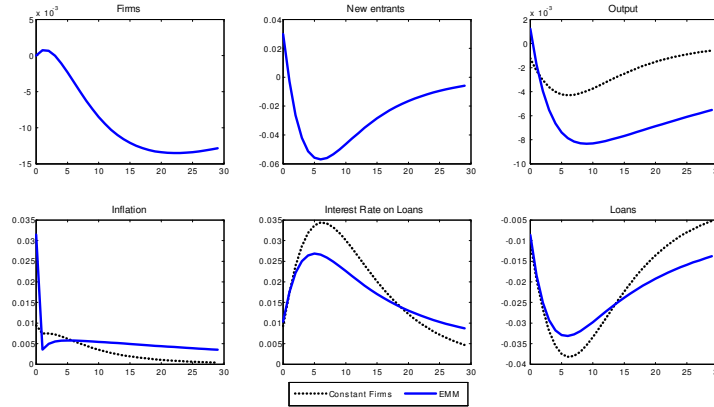 Firms
New entrants
Output
x 10⁻³
5
0
-5
-10
-15
0 5 10 15 20 25 30
0.04
0.02
0
-0.02
-0.04
-0.06
0 5 10 15 20 25 30
x 10⁻³
2
0
-2
-4
-6
-8
-10
0 5 10 15 20 25 30
Inflation
Interest Rate on Loans
Loans
0.035
0.03
0.025
0.02
0.015
0.01
0.005
0
0 5 10 15 20 25 30
0.035
0.03
0.025
0.02
0.015
0.01
0.005
0
0 5 10 15 20 25 30
-0.005
-0.01
-0.015
-0.02
-0.025
-0.03
-0.035
-0.04
0 5 10 15 20 25 30
Constant Firms EMM